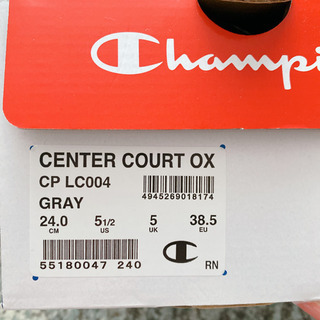 Champi
CENTER COURT OX
CP LC004
GRAY
4945269018174
24.0 5 1/2 5 38.5
CM US UK EU
55180047 240
RN